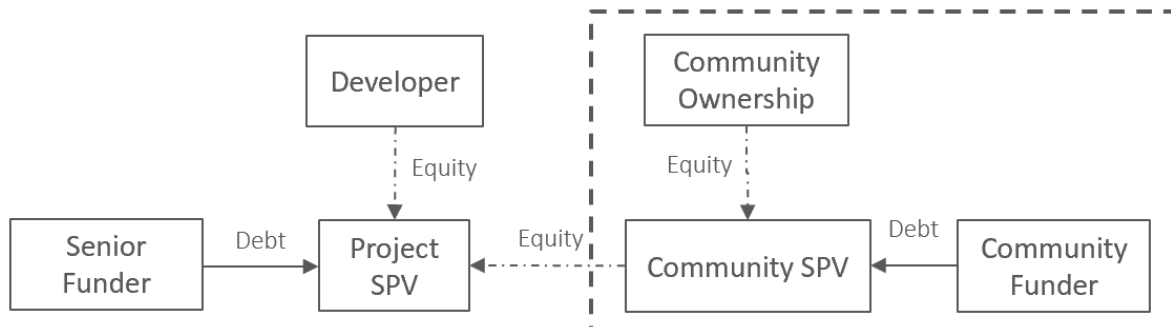 Developer
Community
Ownership
Equity
Equity
Senior
Funder
Debt
Project
SPV
Equity
Community SPV
Debt
Community
Funder